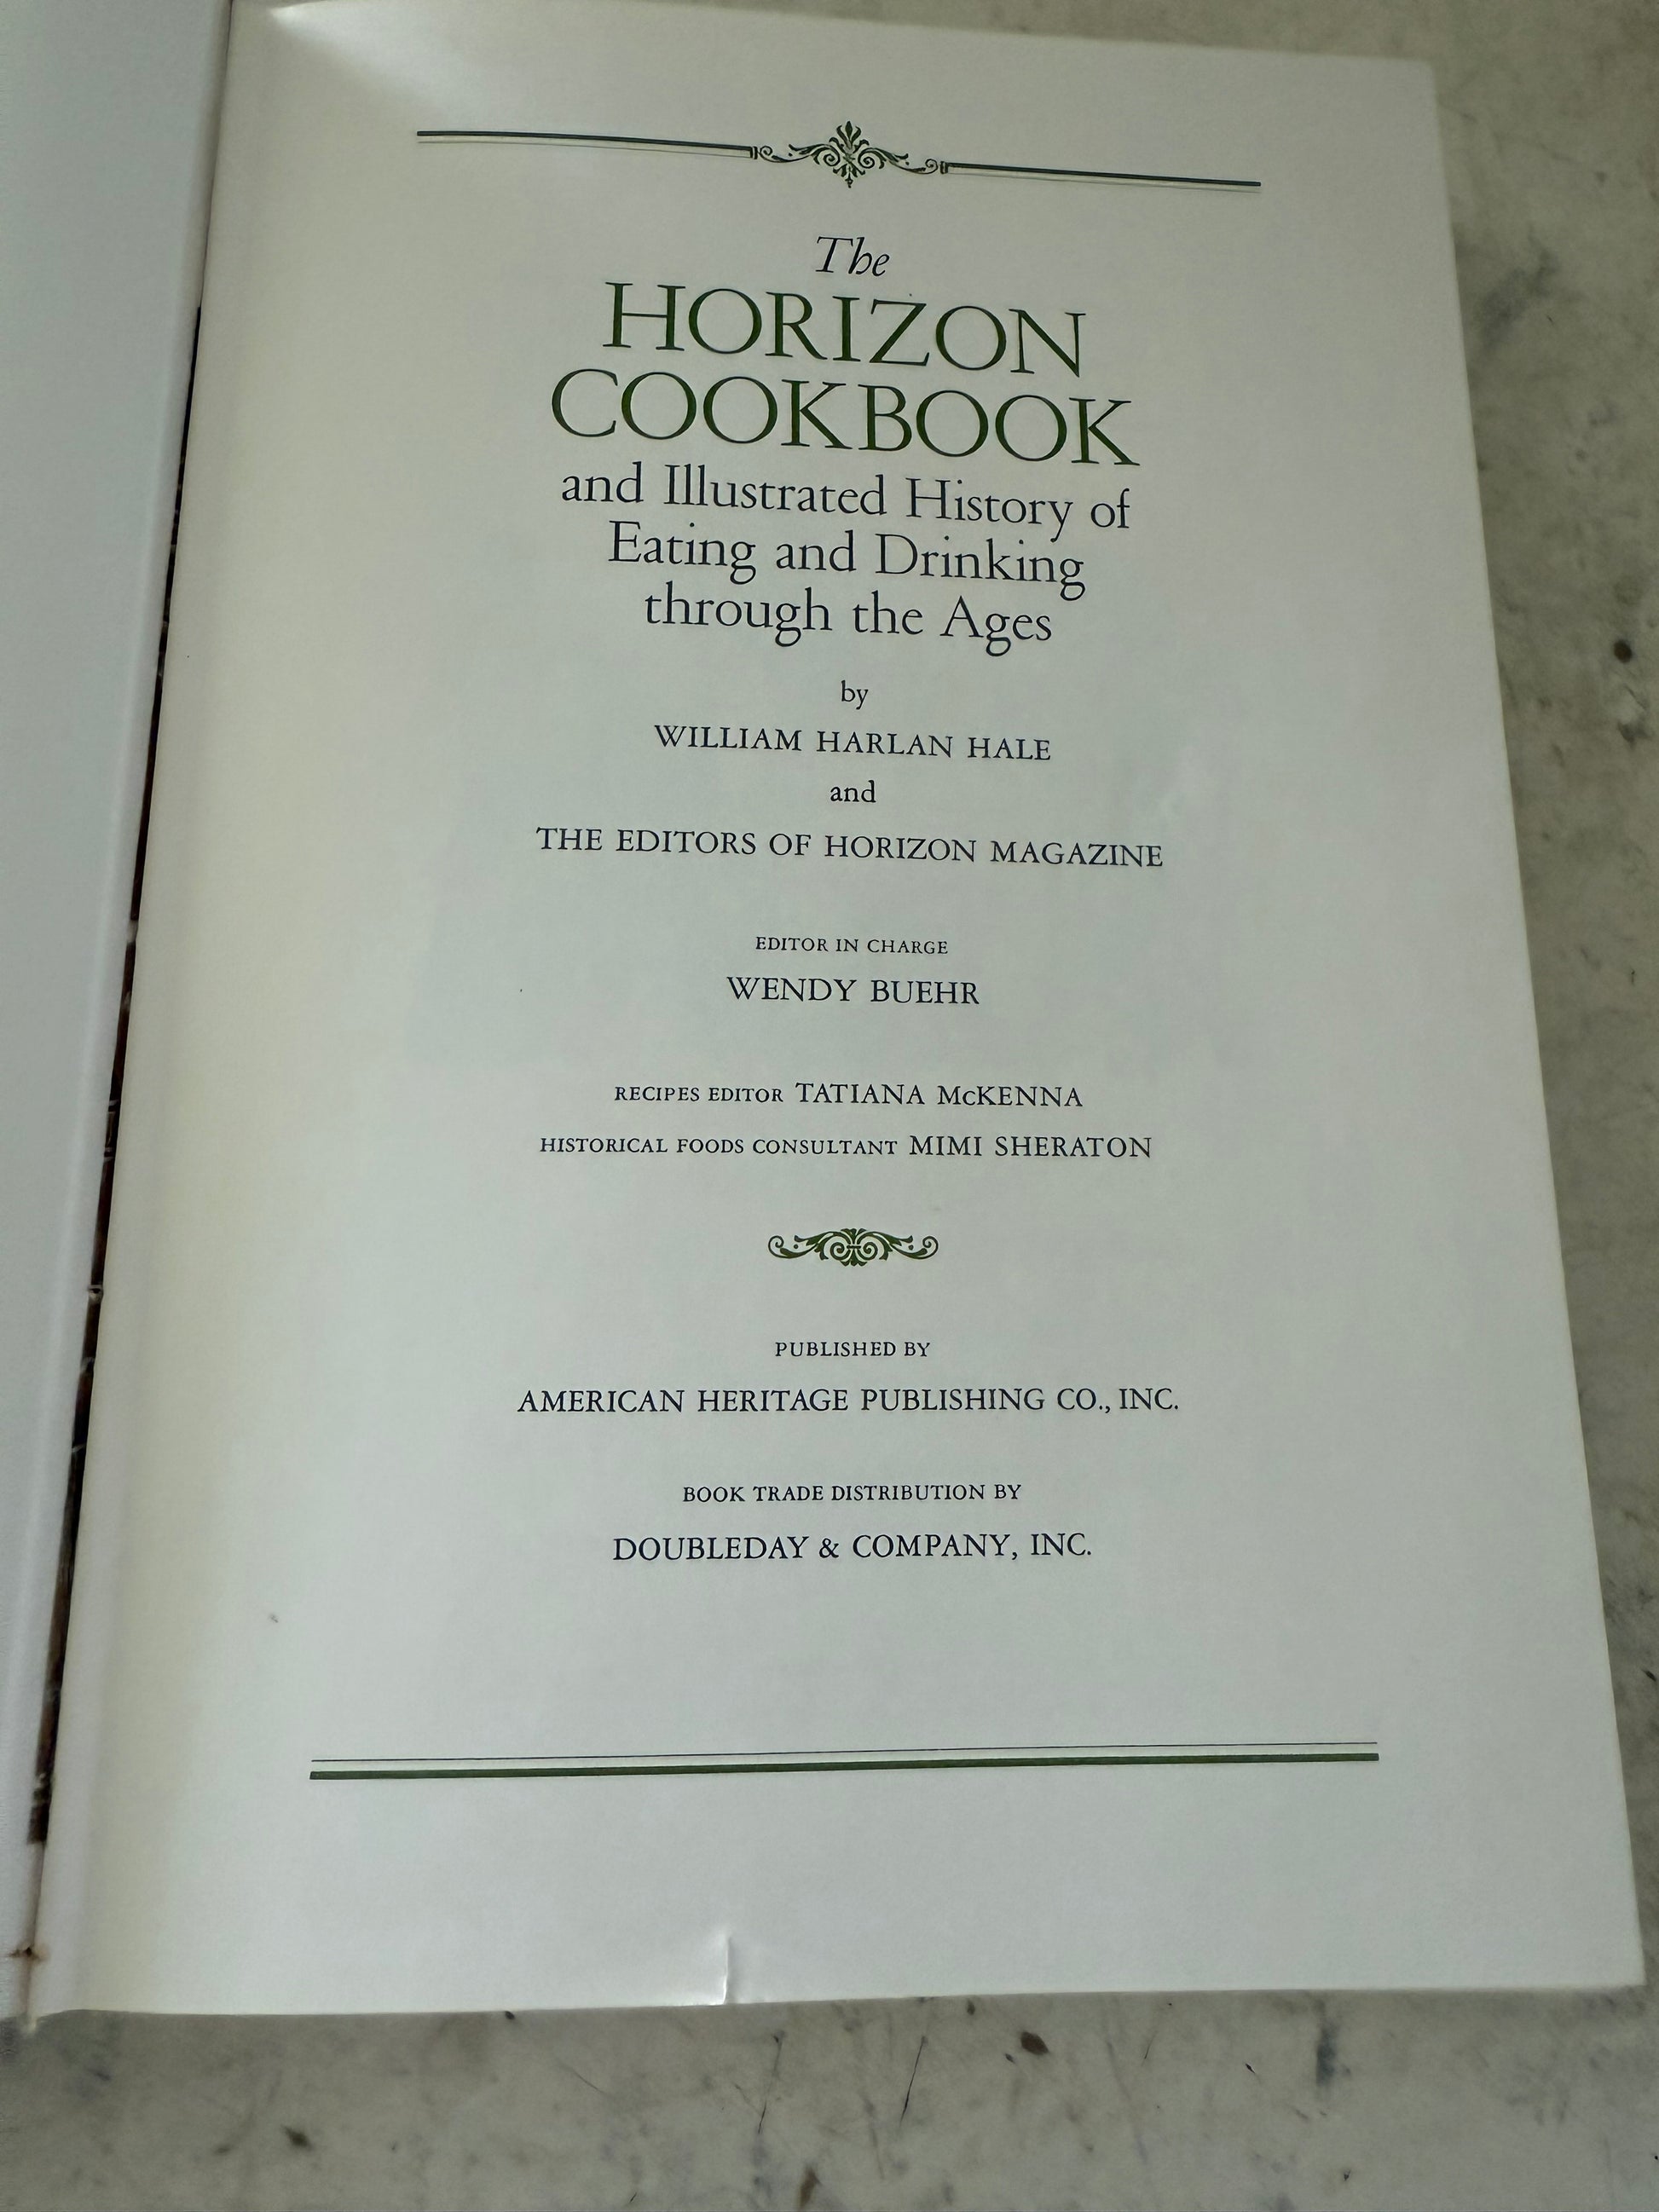 The
HORIZON
COOKBOOK
and Illustrated History of
Eating and Drinking
through the Ages
by
WILLIAM HARLAN HALE
and
THE EDITORS OF HORIZON MAGAZINE
EDITOR IN CHARGE
WENDY BUEHR
RECIPES EDITOR TATIANA McKENNA
HISTORICAL FOODS CONSULTANT MIMI SHERATON
PUBLISHED BY
AMERICAN HERITAGE PUBLISHING CO., INC.
BOOK TRADE DISTRIBUTION BY
DOUBLEDAY & COMPANY, INC.